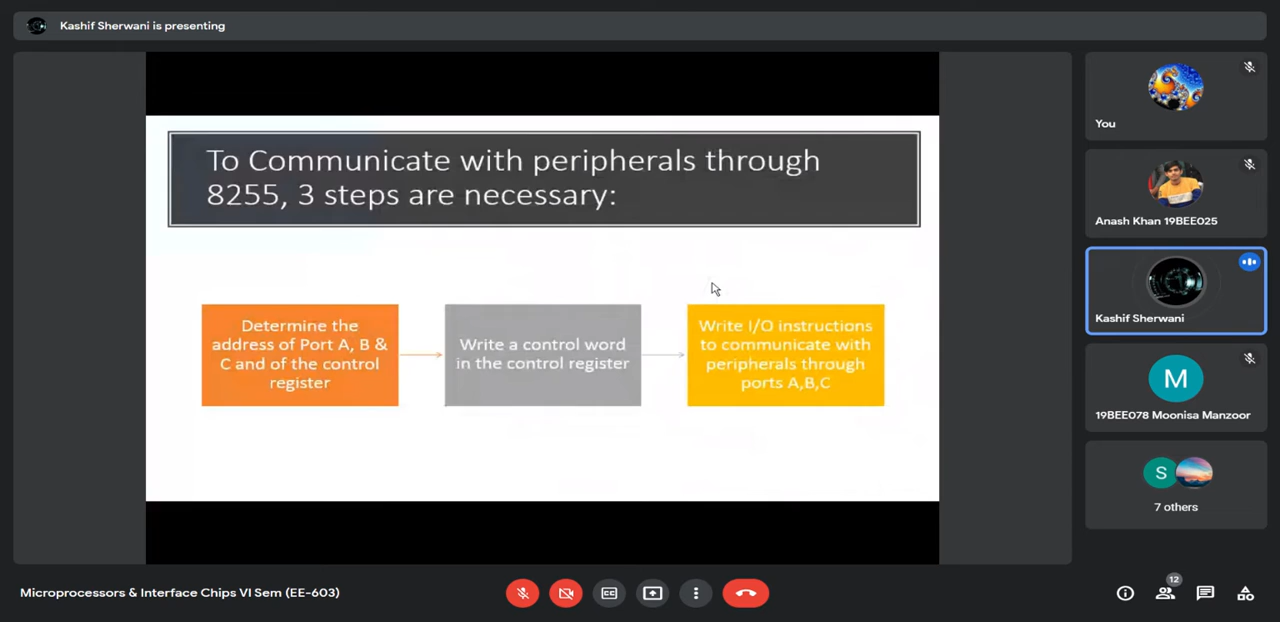 Kashif Sherwani is presenting
To Communicate with peripherals through
8255, 3 steps are necessary:
Determine the
address of Port A, B &
C and of the control
register
Write a control word
in the control register
Write I/O instructions
to communicate with
peripherals through
ports A,B,C
You
Anash Khan 19BEE025
Kashif Sherwani
M
19BEE078 Moonisa Manzoor
S
7 others
Microprocessors & Interface Chips VI Sem (EE-603)
CC
12